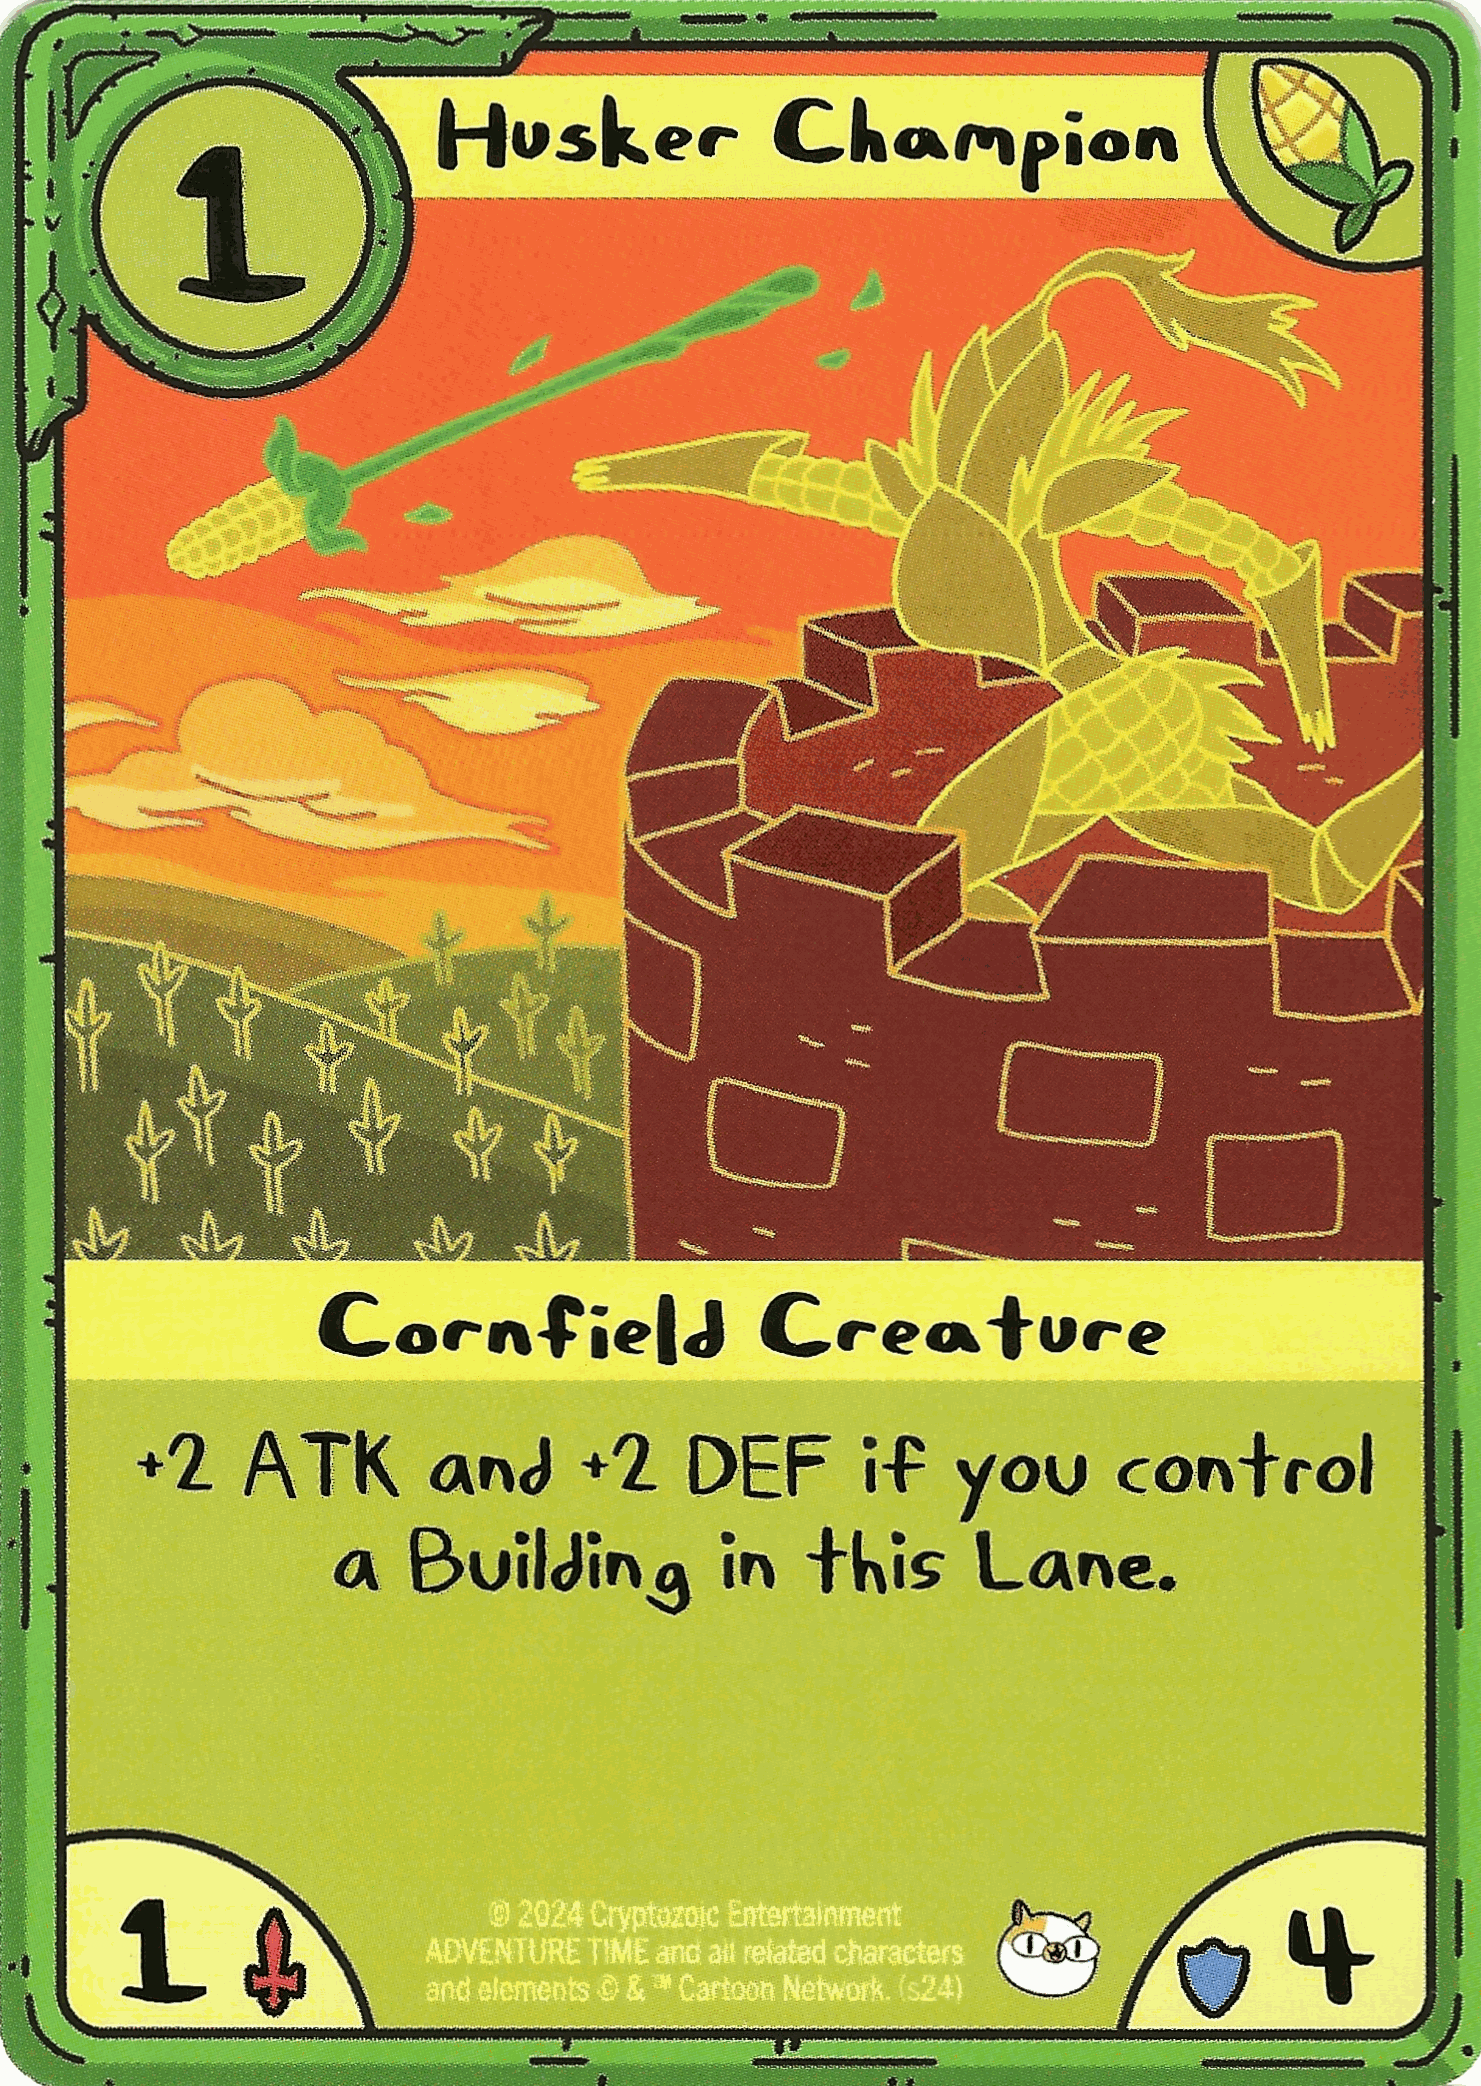 1
Husker Champion
Cornfield Creature
+2 ATK and +2 DEF if you control
a Building in this Lane.
1
© 2024 Cryptozoic Entertainment
ADVENTURE TIME and all related characters
and elements © & ™ Cartoon Network. (s24)
4